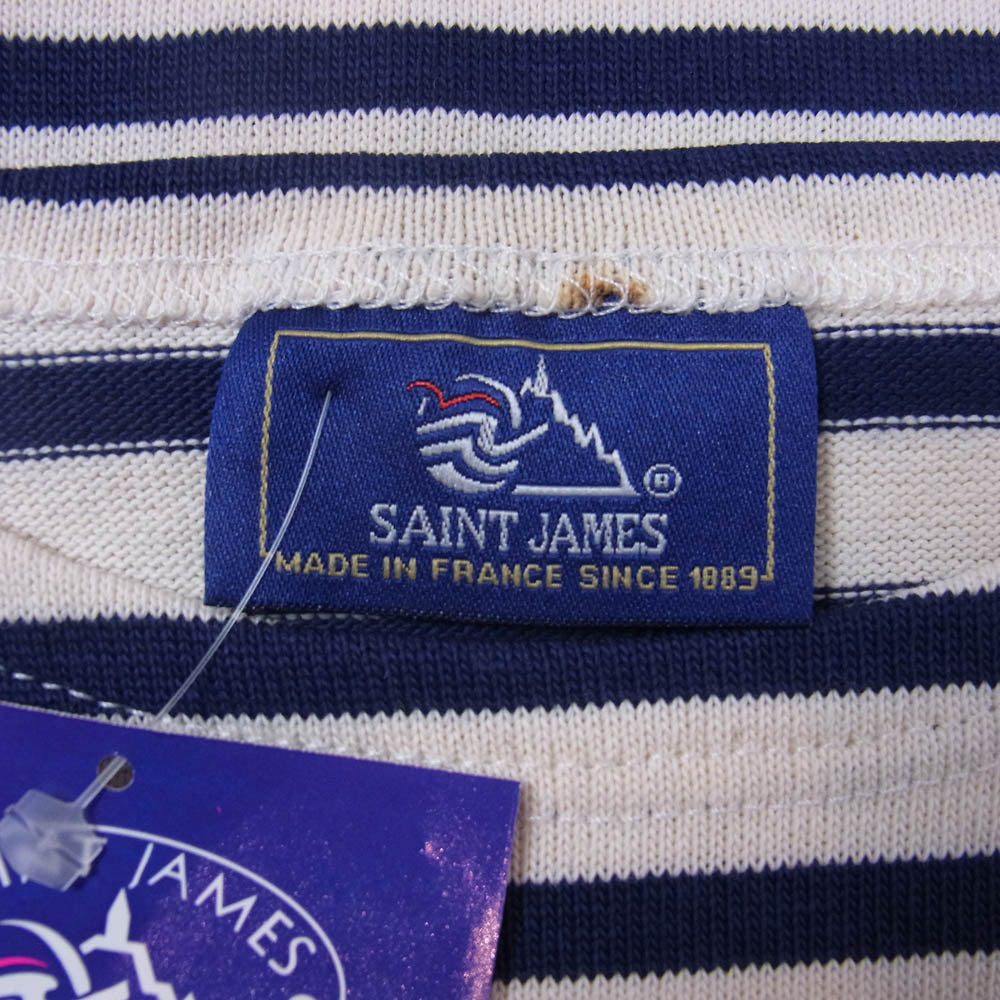 ®
SAINT JAMES
MADE IN FRANCE SINCE 1889
JAMES